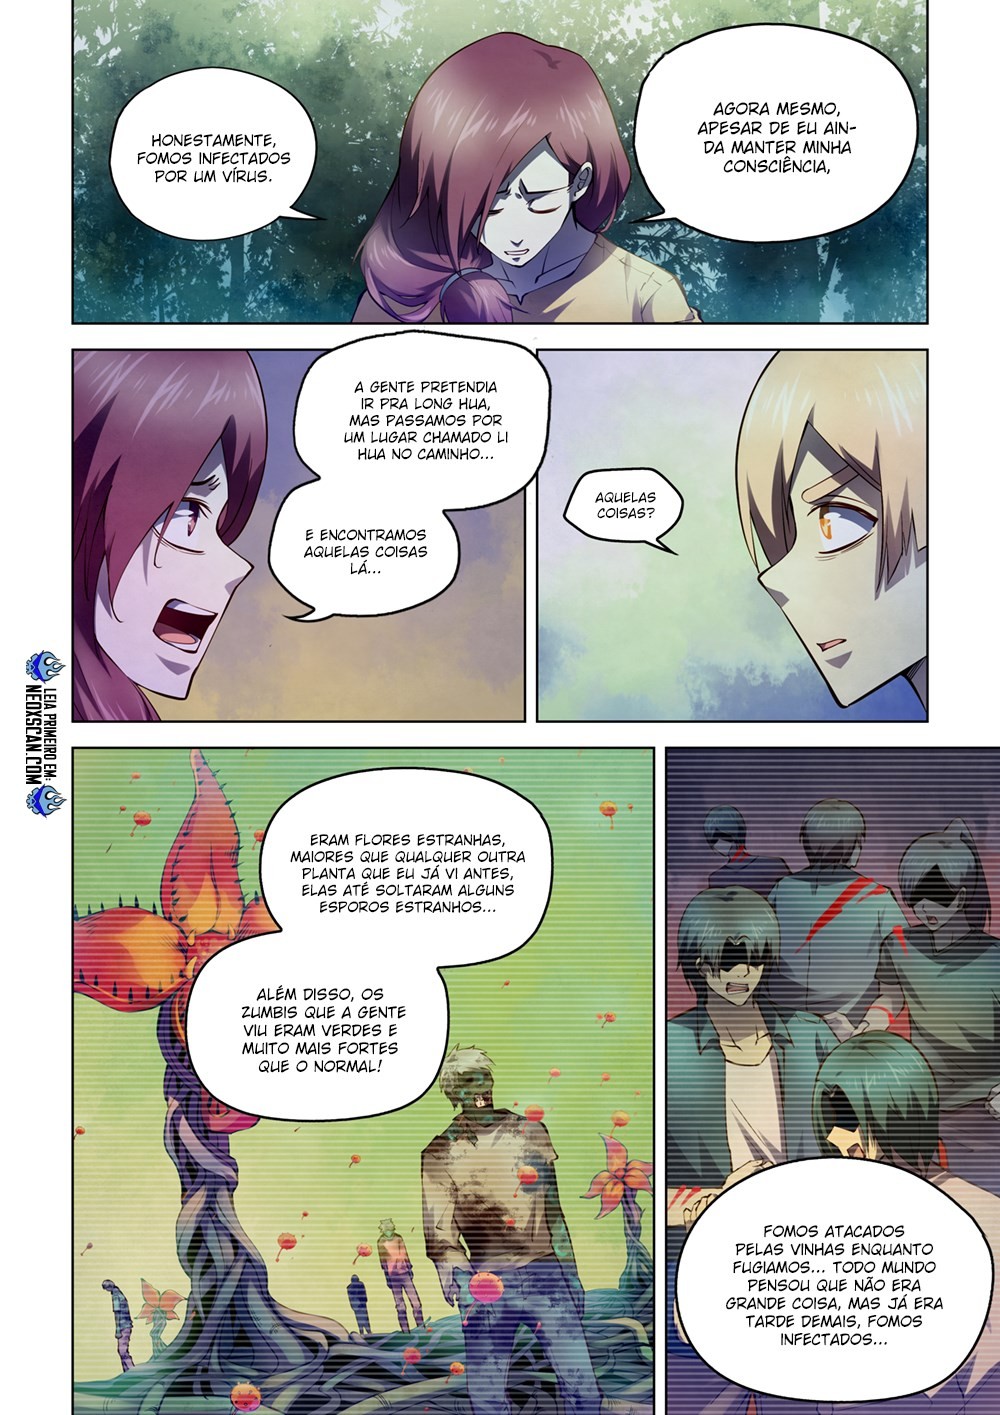 HONESTAMENTE,
FOMOS INFECTADOS
POR UM VÍRUS.
AGORA MESMO,
APESAR DE EU AIN-
DA MANTER MINHA
CONSCIÊNCIA,
A GENTE PRETENDIA
IR PRA LONG HUA,
MAS PASSAMOS POR
UM LUGAR CHAMADO LI
HUA NO CAMINHO...
E ENCONTRAMOS
AQUELAS COISAS
LÁ...
AQUELAS
COISAS?
LEIA PRIMEIRO EM:
NEOXSCAN.COM
ERAM FLORES ESTRANHAS,
MAIORES QUE QUALQUER OUTRA
PLANTA QUE EU JÁ VI ANTES,
ELAS ATÉ SOLTARAM ALGUNS
ESPOROS ESTRANHOS...
ALÉM DISSO, OS
ZUMBIS QUE A GENTE
VIU ERAM VERDES E
MUITO MAIS FORTES
QUE O NORMAL!
FOMOS ATACADOS
PELAS VINHAS ENQUANTO
FUGIAMOS... TODO MUNDO
PENSOU QUE NÃO ERA
GRANDE COISA, MAS JÁ ERA
TARDE DEMAIS, FOMOS
INFECTADOS...